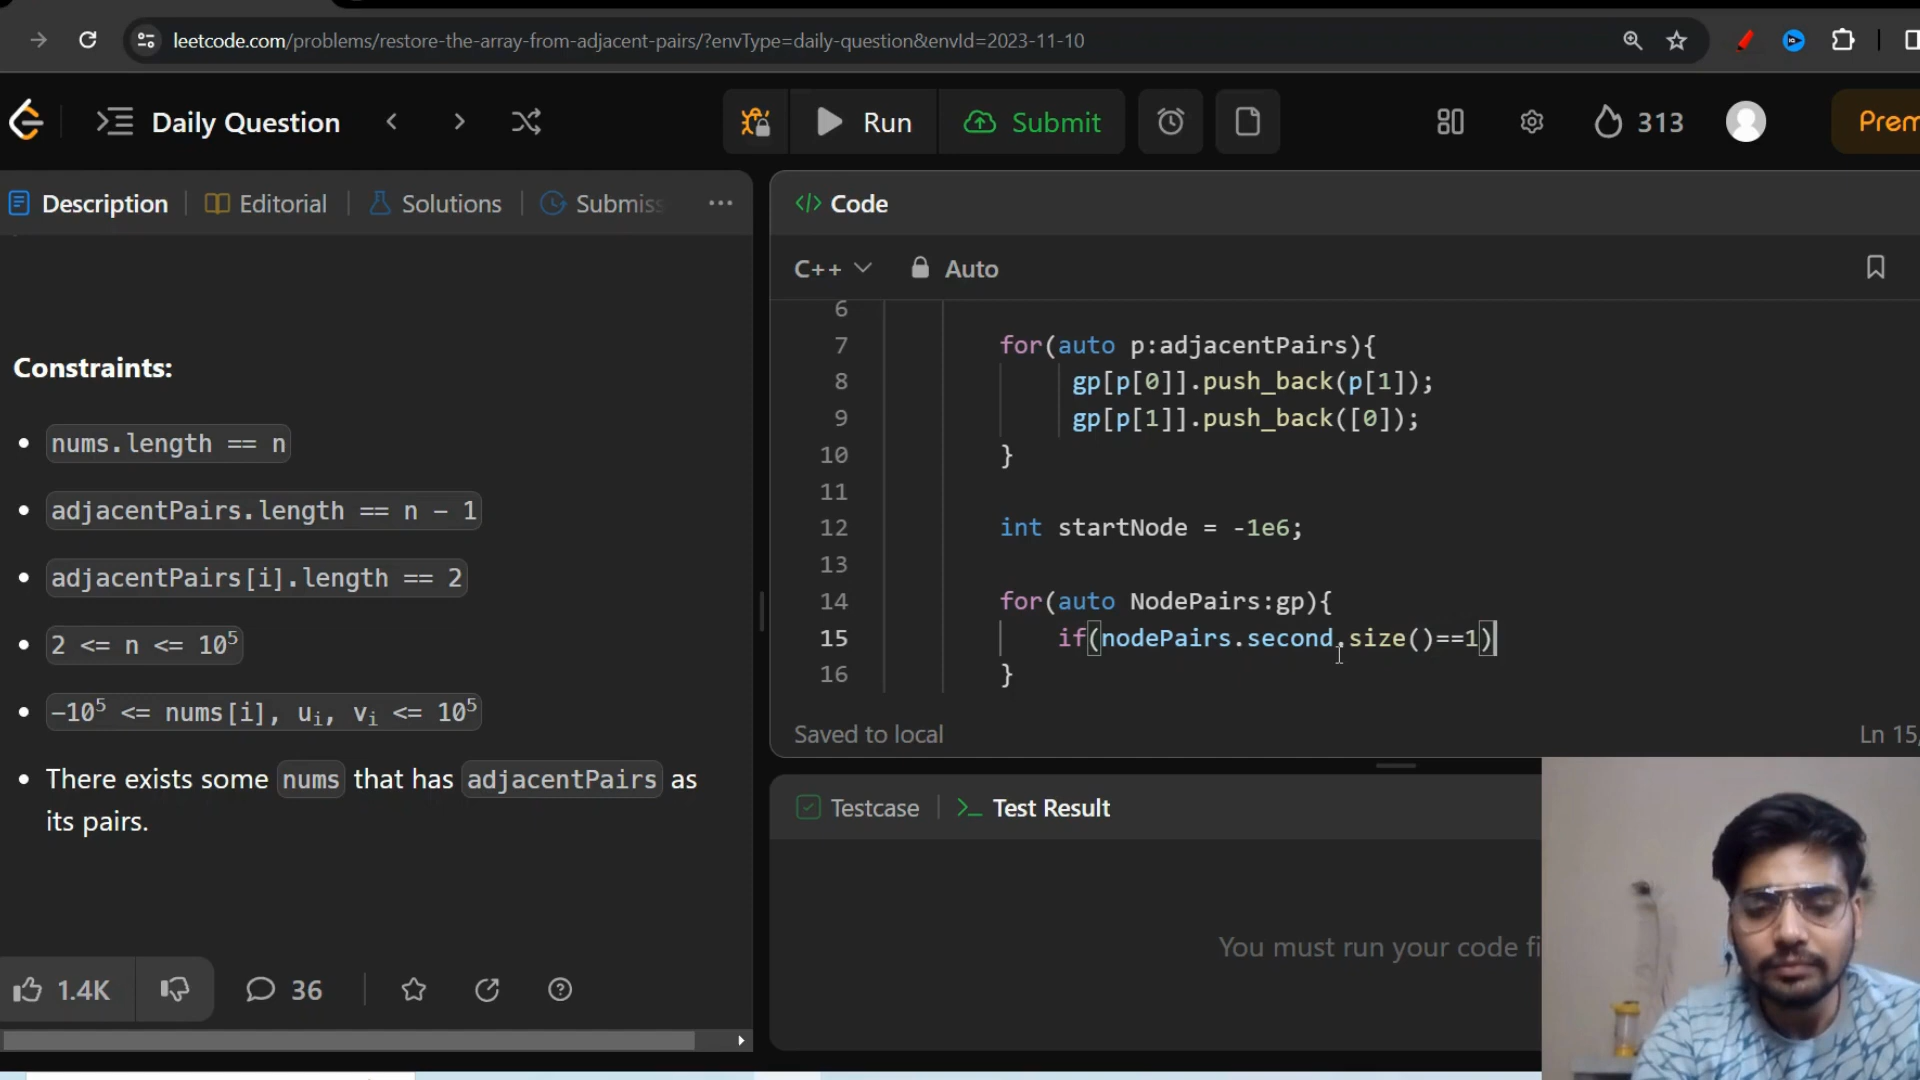 leetcode.com/problems/restore-the-array-from-adjacent-pairs/?envType=daily-question&envId=2023-11-10
Daily Question
Run
Submit
313
Prem
Description
Editorial
Solutions
Submiss
Constraints:
nums.length == n
adjacentPairs.length == n - 1
adjacentPairs[i].length == 2
2 <= n <= 10⁵
-10⁵ <= nums[i], uᵢ, vᵢ <= 10⁵
There exists some nums that has adjacentPairs as
its pairs.
1.4K
36
Code
C++
Auto
6
7 for(auto p:adjacentPairs){
8 gp[p[0]].push_back(p[1]);
9 gp[p[1]].push_back([0]);
10 }
11
12 int startNode = -1e6;
13
14 for(auto NodePairs:gp){
15 if(nodePairs.second.size()==1)
16 }
Saved to local
Ln 15,
Testcase
Test Result
You must run your code fi